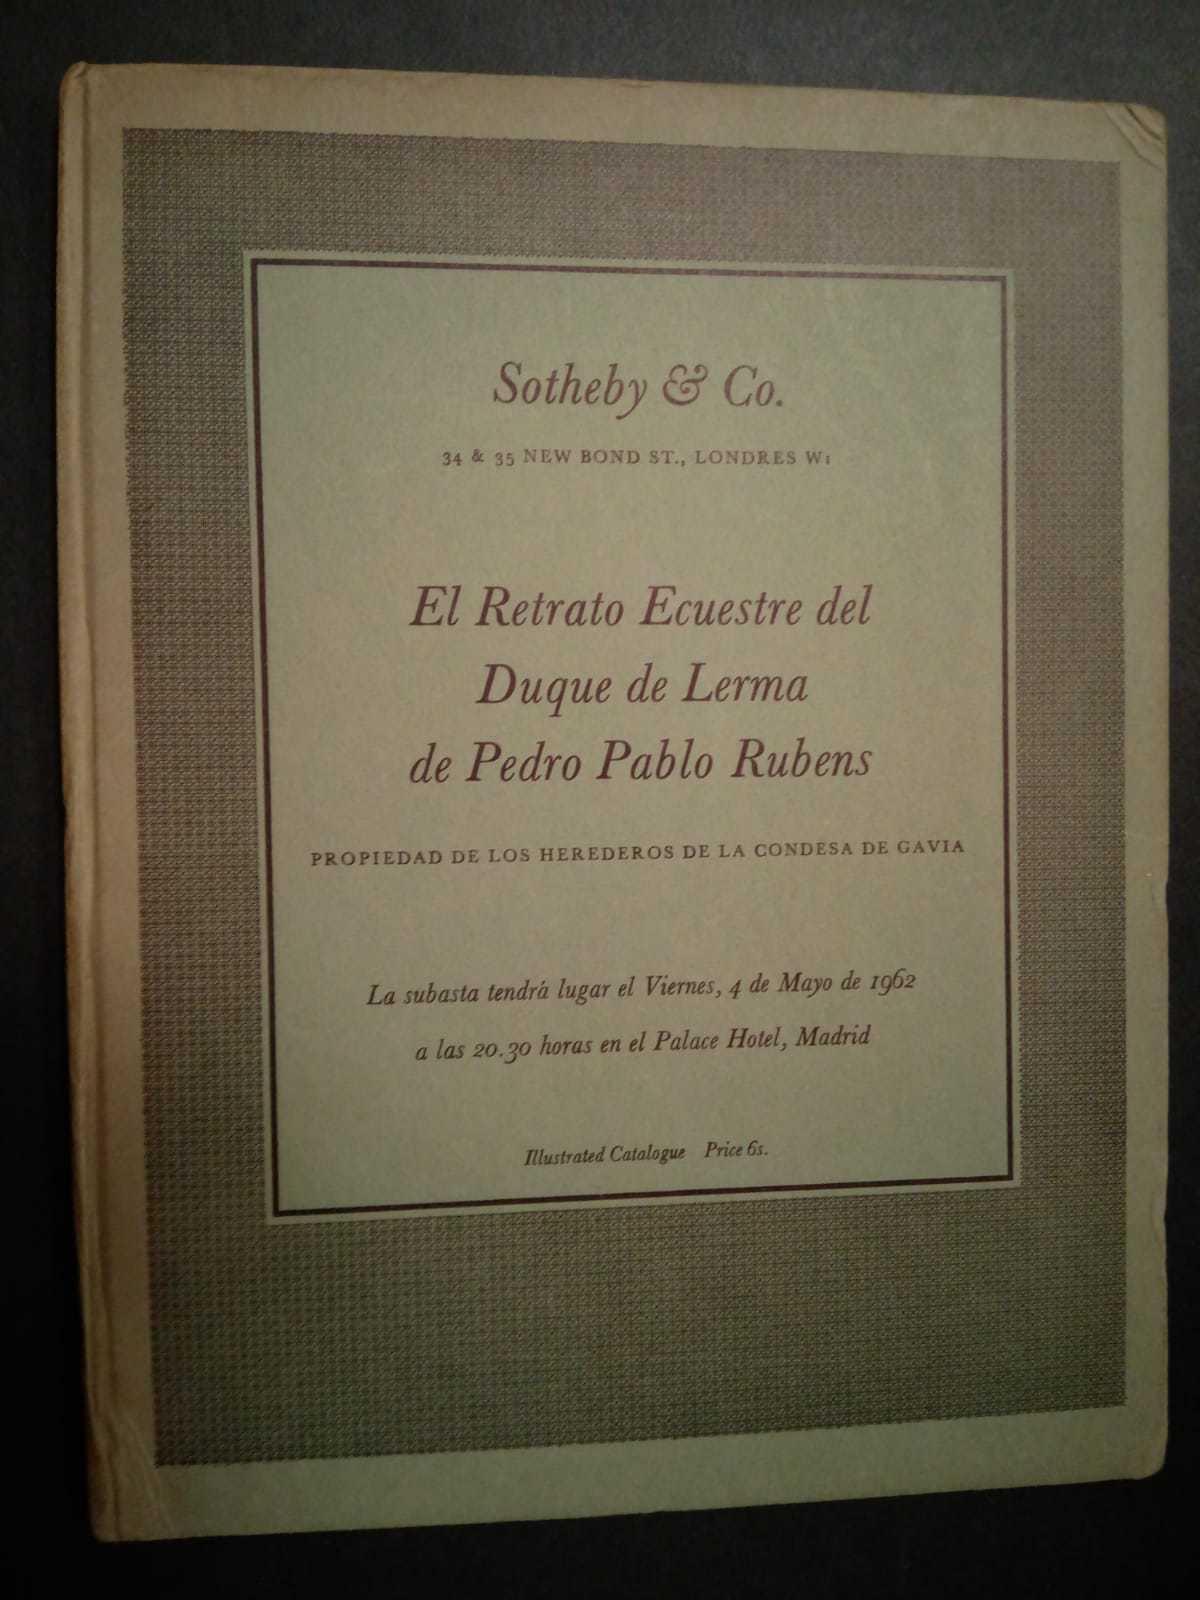 Sotheby & Co.
34 & 35 NEW BOND ST., LONDRES W1
El Retrato Ecuestre del
Duque de Lerma
de Pedro Pablo Rubens
PROPIEDAD DE LOS HEREDEROS DE LA CONDESA DE GAVIA
La subasta tendrá lugar el Viernes, 4 de Mayo de 1962
a las 20.30 horas en el Palace Hotel, Madrid
Illustrated Catalogue Price 6s.